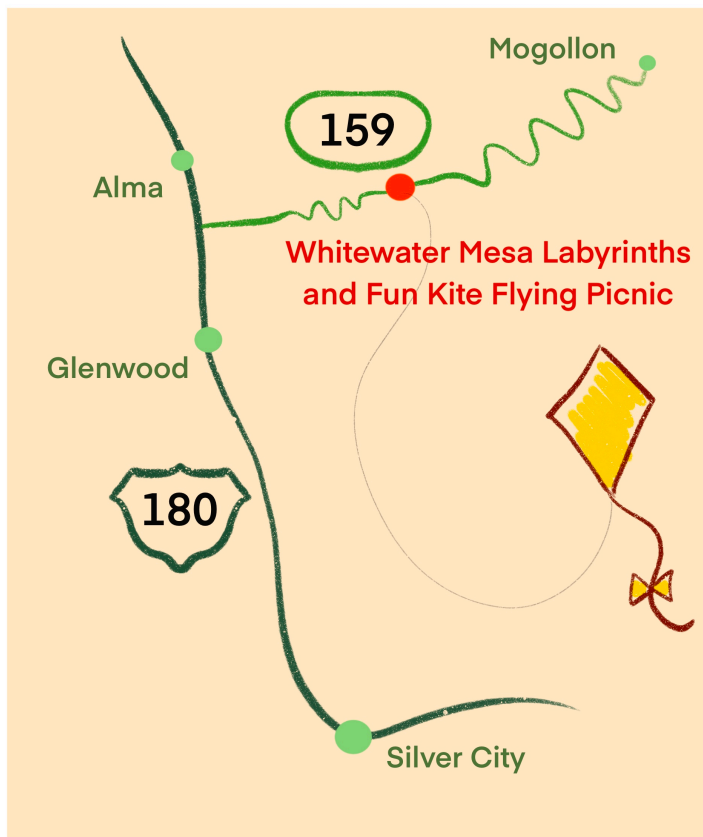 Mogollon
159
Alma
Whitewater Mesa Labyrinths
and Fun Kite Flying Picnic
Glenwood
180
Silver City